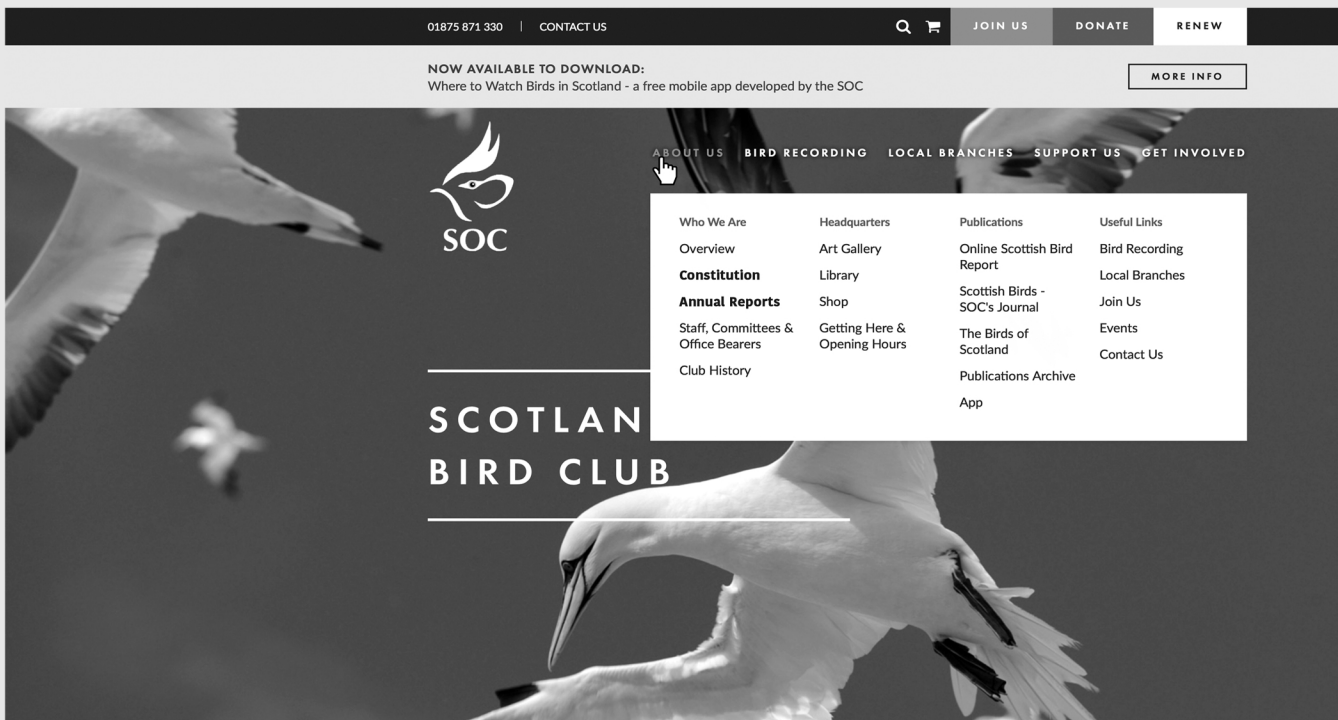 01875 871 330 | CONTACT US
JOIN US
DONATE
RENEW
NOW AVAILABLE TO DOWNLOAD:
Where to Watch Birds in Scotland - a free mobile app developed by the SOC
MORE INFO
SOC
ABOUT US
BIRD RECORDING
LOCAL BRANCHES
SUPPORT US
GET INVOLVED
Who We Are
Overview
Constitution
Annual Reports
Staff, Committees &
Office Bearers
Club History
Headquarters
Art Gallery
Library
Shop
Getting Here &
Opening Hours
Publications
Online Scottish Bird
Report
Scottish Birds -
SOC's Journal
The Birds of
Scotland
Publications Archive
App
Useful Links
Bird Recording
Local Branches
Join Us
Events
Contact Us
SCOTLAN
BIRD CLUB